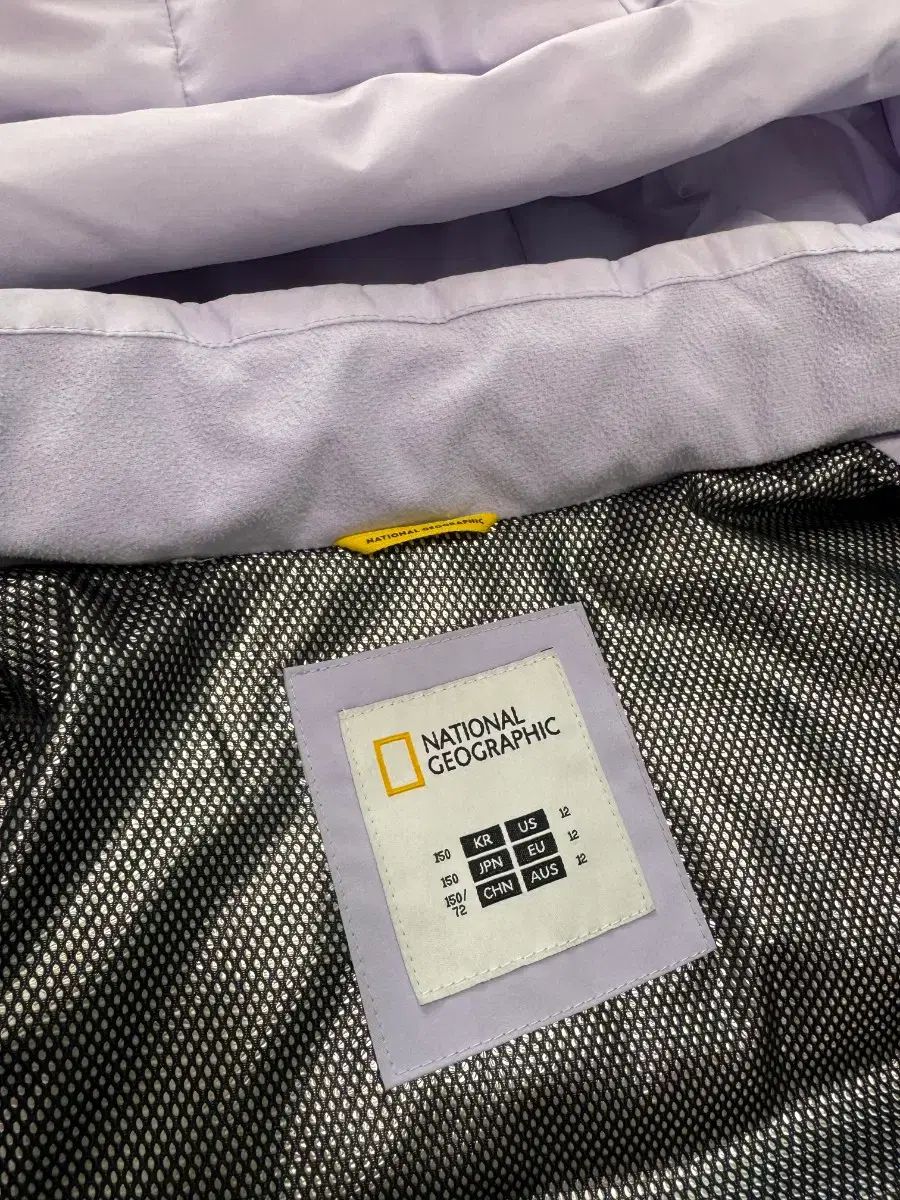 NATIONAL GEOGRAPHIC
NATIONAL
GEOGRAPHIC
150 KR US 12
150 JPN EU 12
150/72 CHN AUS 12